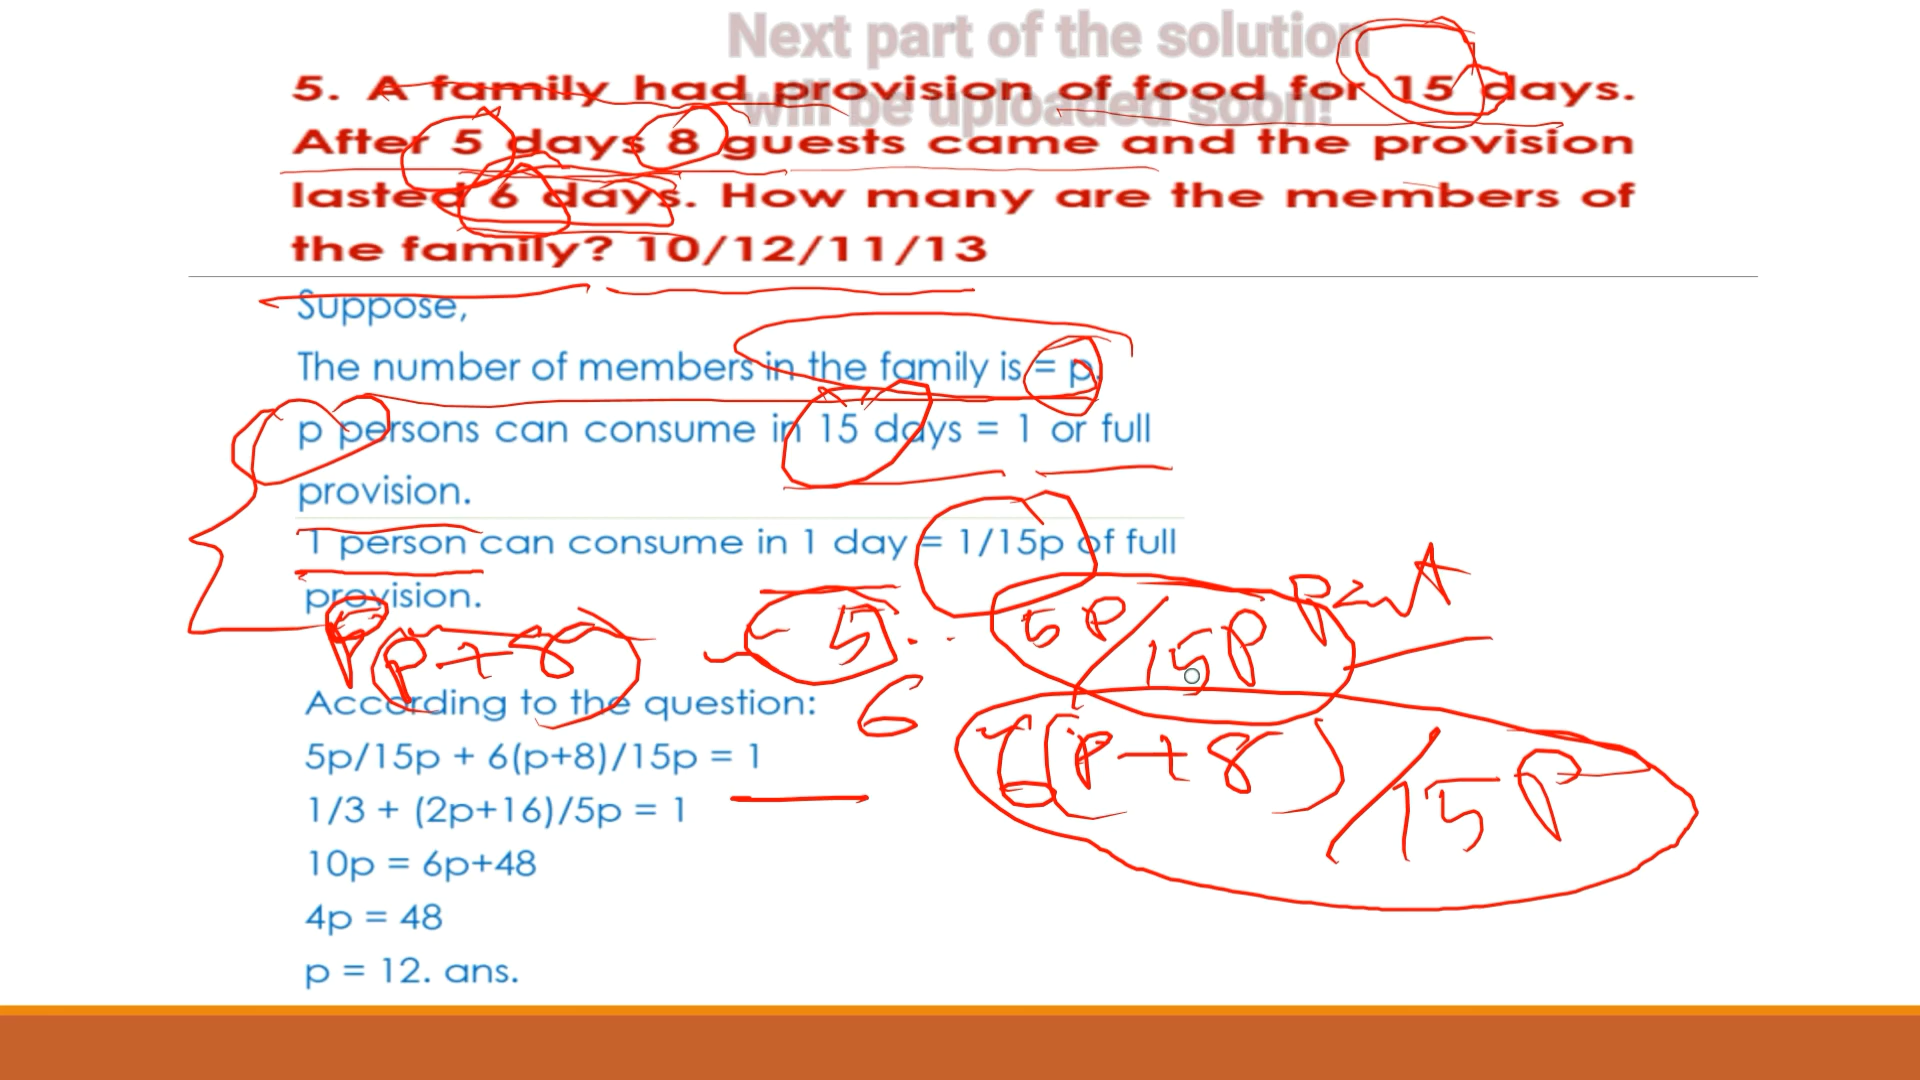 Next part of the solution
will be uploaded soon!
5. A family had provision of food for 15 days.
After 5 days 8 guests came and the provision
lasted 6 days. How many are the members of
the family? 10/12/11/13
Suppose,
The number of members in the family is = p.
p persons can consume in 15 days = 1 or full
provision.
1 person can consume in 1 day = 1/15p of full
provision.
P+8
5
5P/15P
According to the question:
6
(P+8)/15P
5p/15p + 6(p+8)/15p = 1
1/3 + (2p+16)/5p = 1
10p = 6p+48
4p = 48
p = 12. ans.